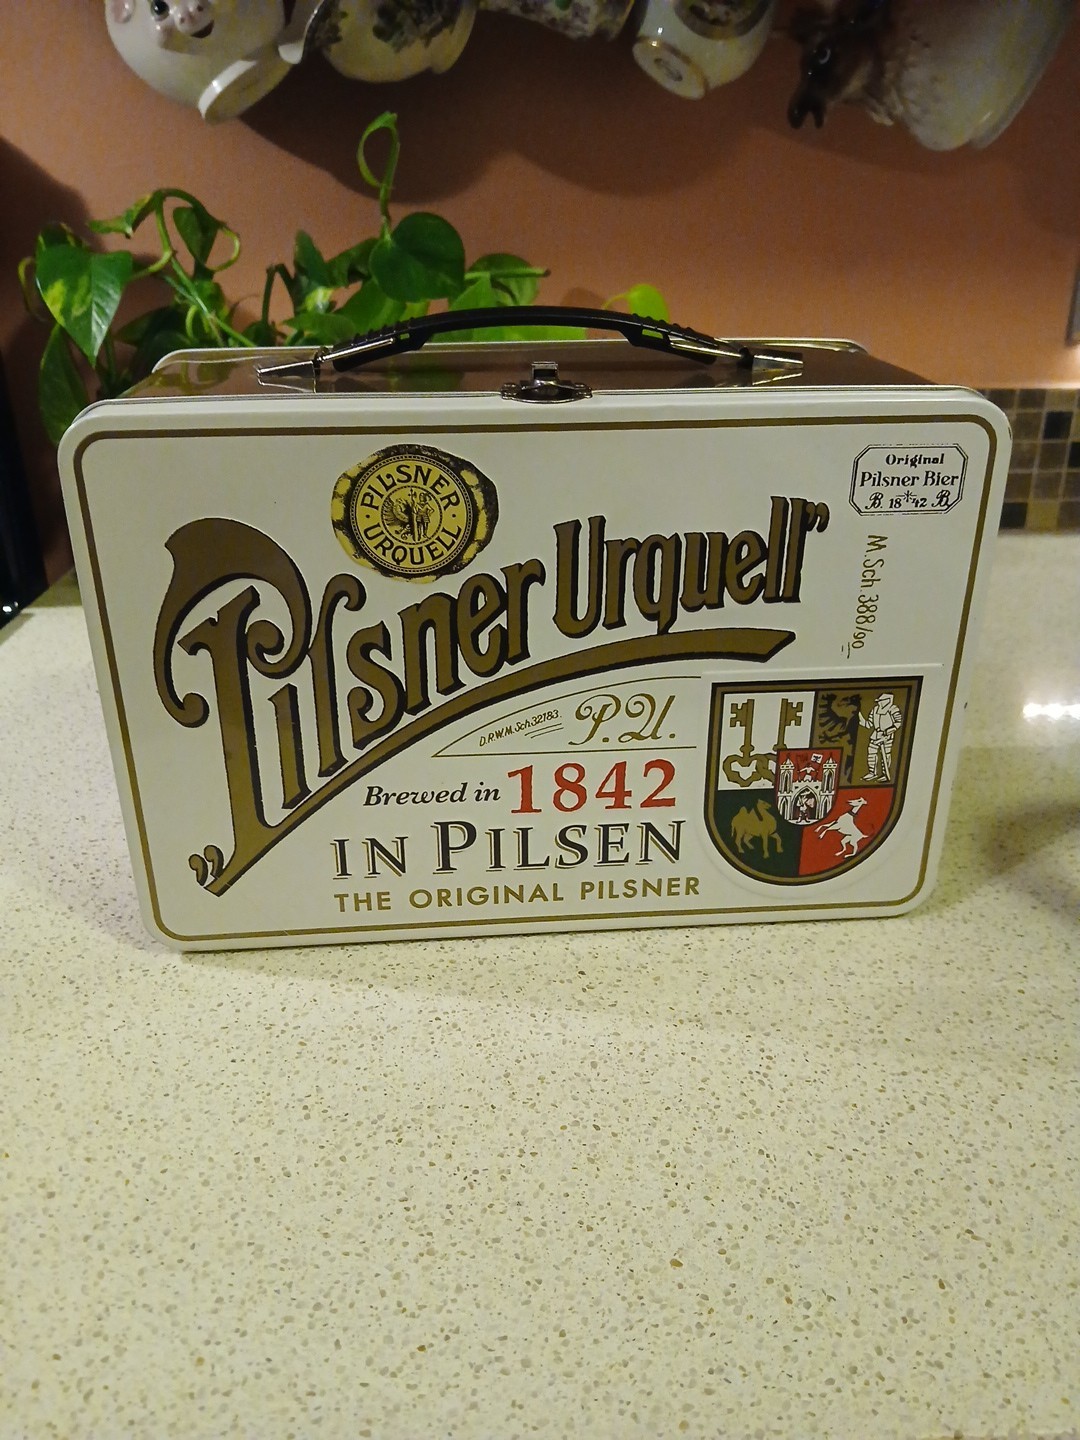 PILSNER
URQUELL
Original
Pilsner Bier
B. 18 42 B.
M. Sch. 388/90
„Pilsner Urquell”
D.R.W.M. Sch 32183.
P.U.
Brewed in 1842
IN PILSEN
THE ORIGINAL PILSNER